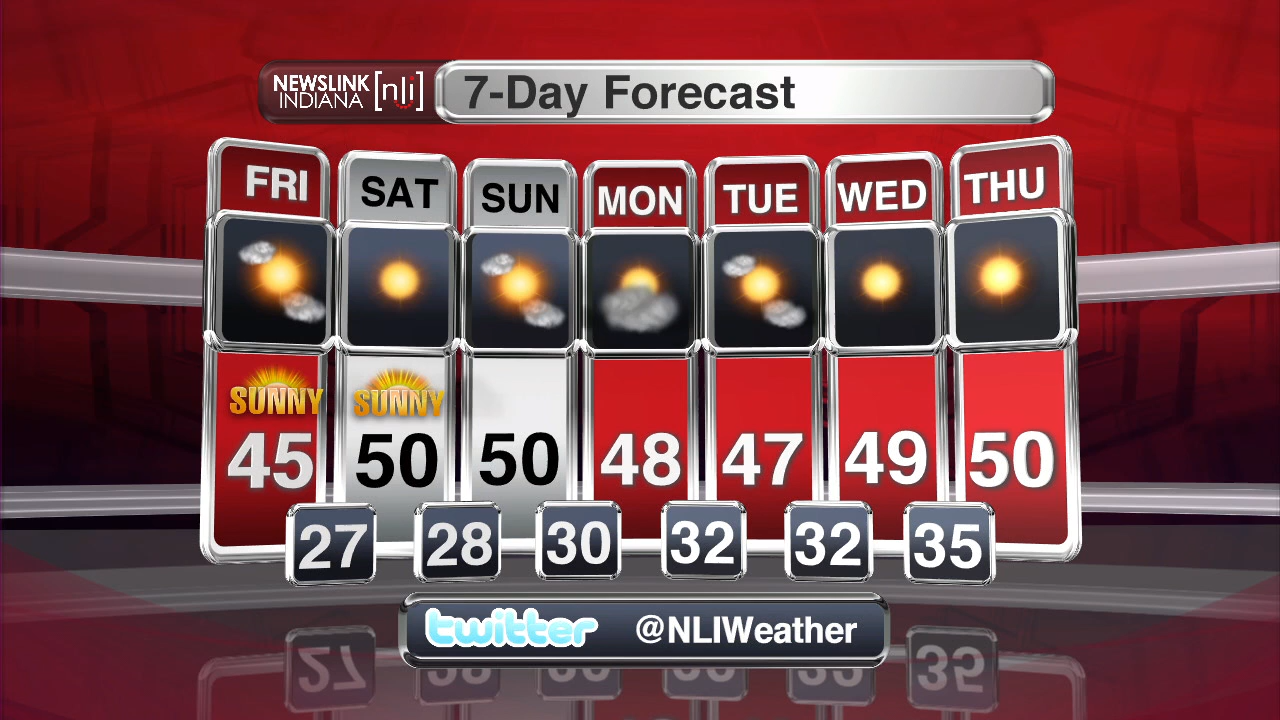 NEWSLINK
INDIANA
[nli]
7-Day Forecast
FRI SAT SUN MON TUE WED THU
SUNNY SUNNY
45 50 50 48 47 49 50
27 28 30 32 32 35
twitter @NLIWeather